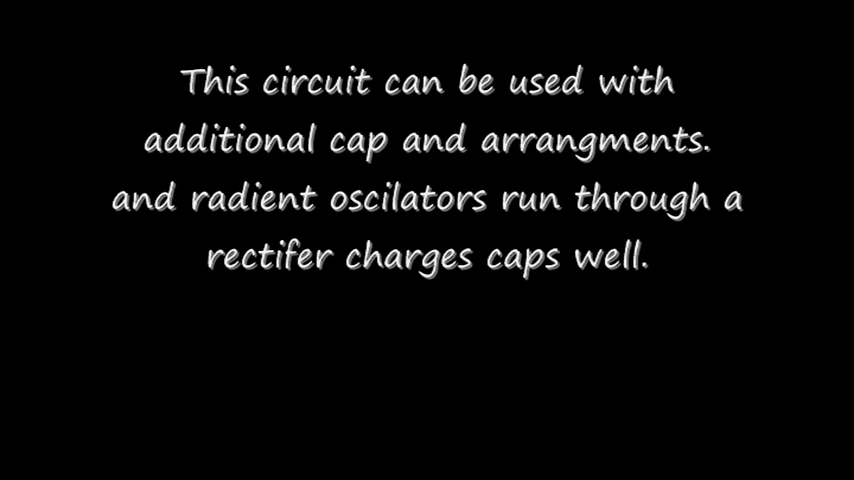 This circuit can be used with
additional cap and arrangments.
and radient oscilators run through a
rectifer charges caps well.